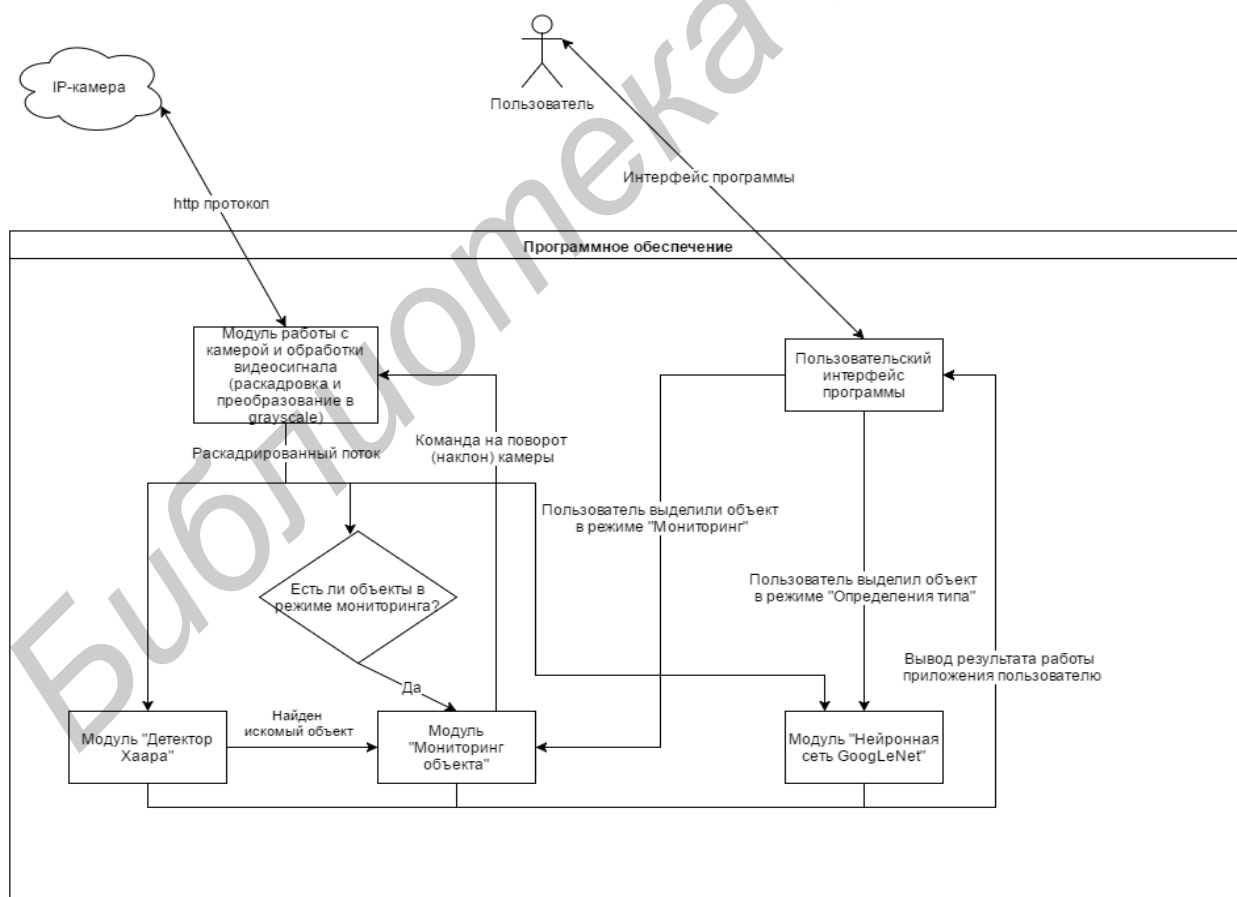 IP-камера
Пользователь
http протокол
Интерфейс программы
Программное обеспечение
Модуль работы с
камерой и обработки
видеосигнала
(раскадровка и
преобразование в
grayscale)
Пользовательский
интерфейс
программы
Раскадрированный поток
Команда на поворот
(наклон) камеры
Пользователь выделили объект
в режиме "Мониторинг"
Есть ли объекты в
режиме мониторинга?
Пользователь выделил объект
в режиме "Определения типа"
Да
Вывод результата работы
приложения пользователю
Найден
искомый объект
Модуль "Детектор
Хаара"
Модуль
"Мониторинг
объекта"
Модуль "Нейронная
сеть GoogLeNet"
Библиотека